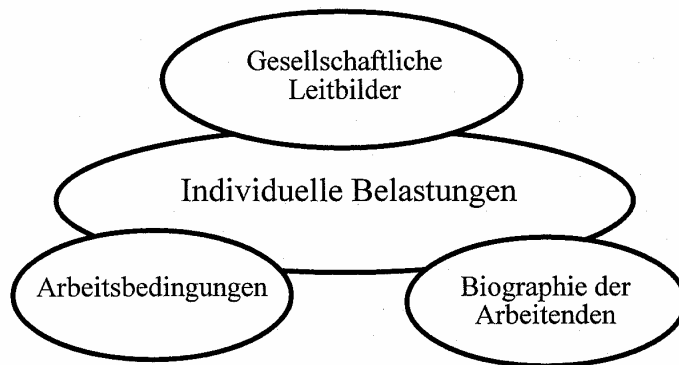 Gesellschaftliche
Leitbilder
Individuelle Belastungen
Arbeitsbedingungen
Biographie der
Arbeitenden